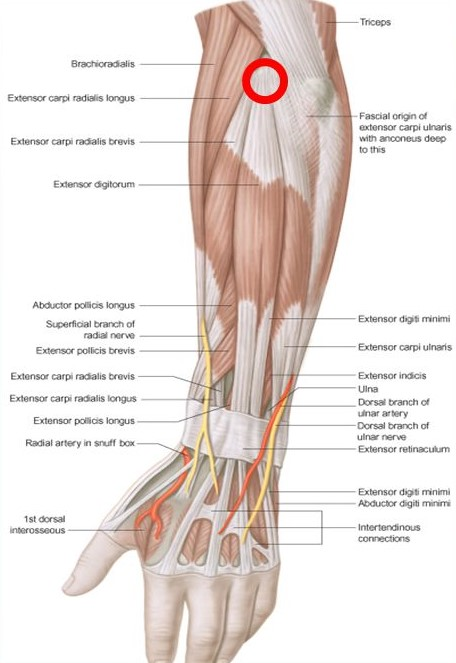 Triceps
Brachioradialis
Extensor carpi radialis longus
Fascial origin of
extensor carpi ulnaris
with anconeus deep
to this
Extensor carpi radialis brevis
Extensor digitorum
Abductor pollicis longus
Superficial branch of
radial nerve
Extensor pollicis brevis
Extensor carpi radialis brevis
Extensor carpi radialis longus
Extensor pollicis longus
Radial artery in snuff box
1st dorsal
interosseous
Extensor digiti minimi
Extensor carpi ulnaris
Extensor indicis
Ulna
Dorsal branch of
ulnar artery
Dorsal branch of
ulnar nerve
Extensor retinaculum
Extensor digiti minimi
Abductor digiti minimi
Intertendinous
connections